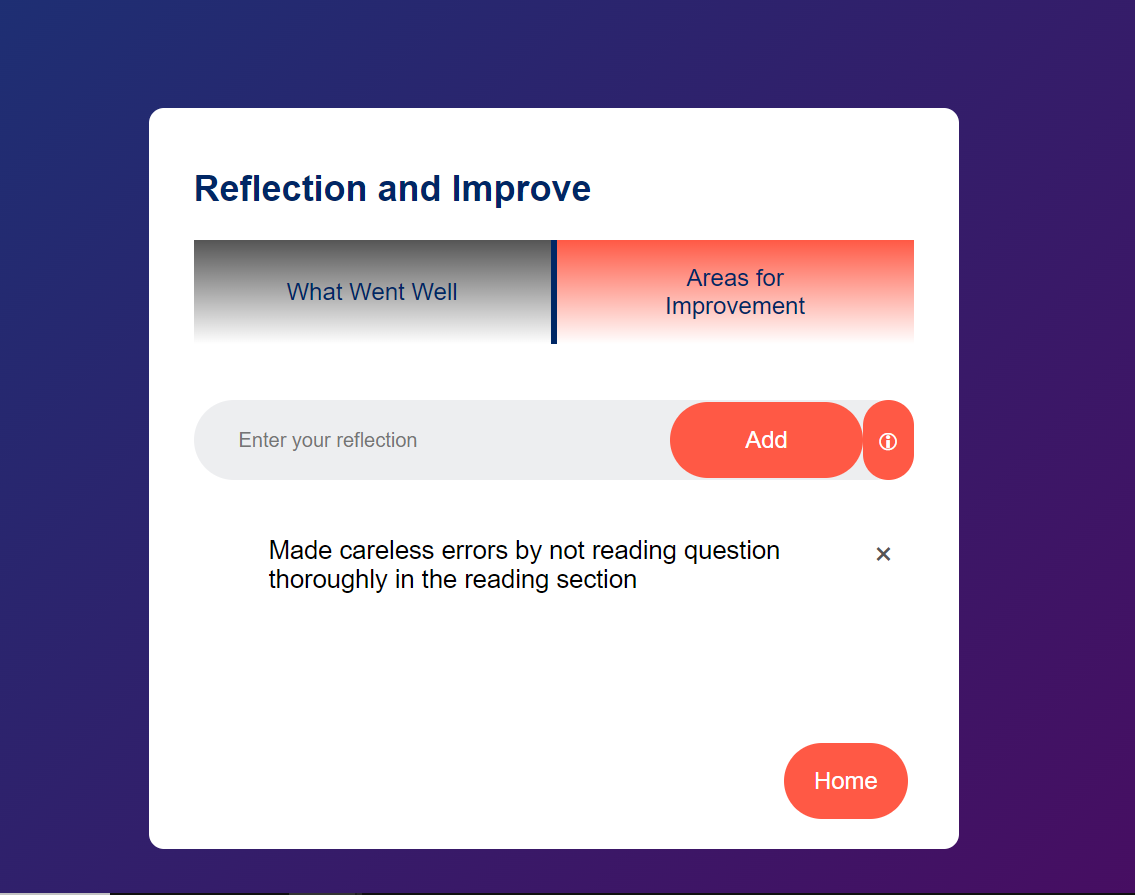 Reflection and Improve
What Went Well
Areas for
Improvement
Enter your reflection
Add
Made careless errors by not reading question
thoroughly in the reading section
Home